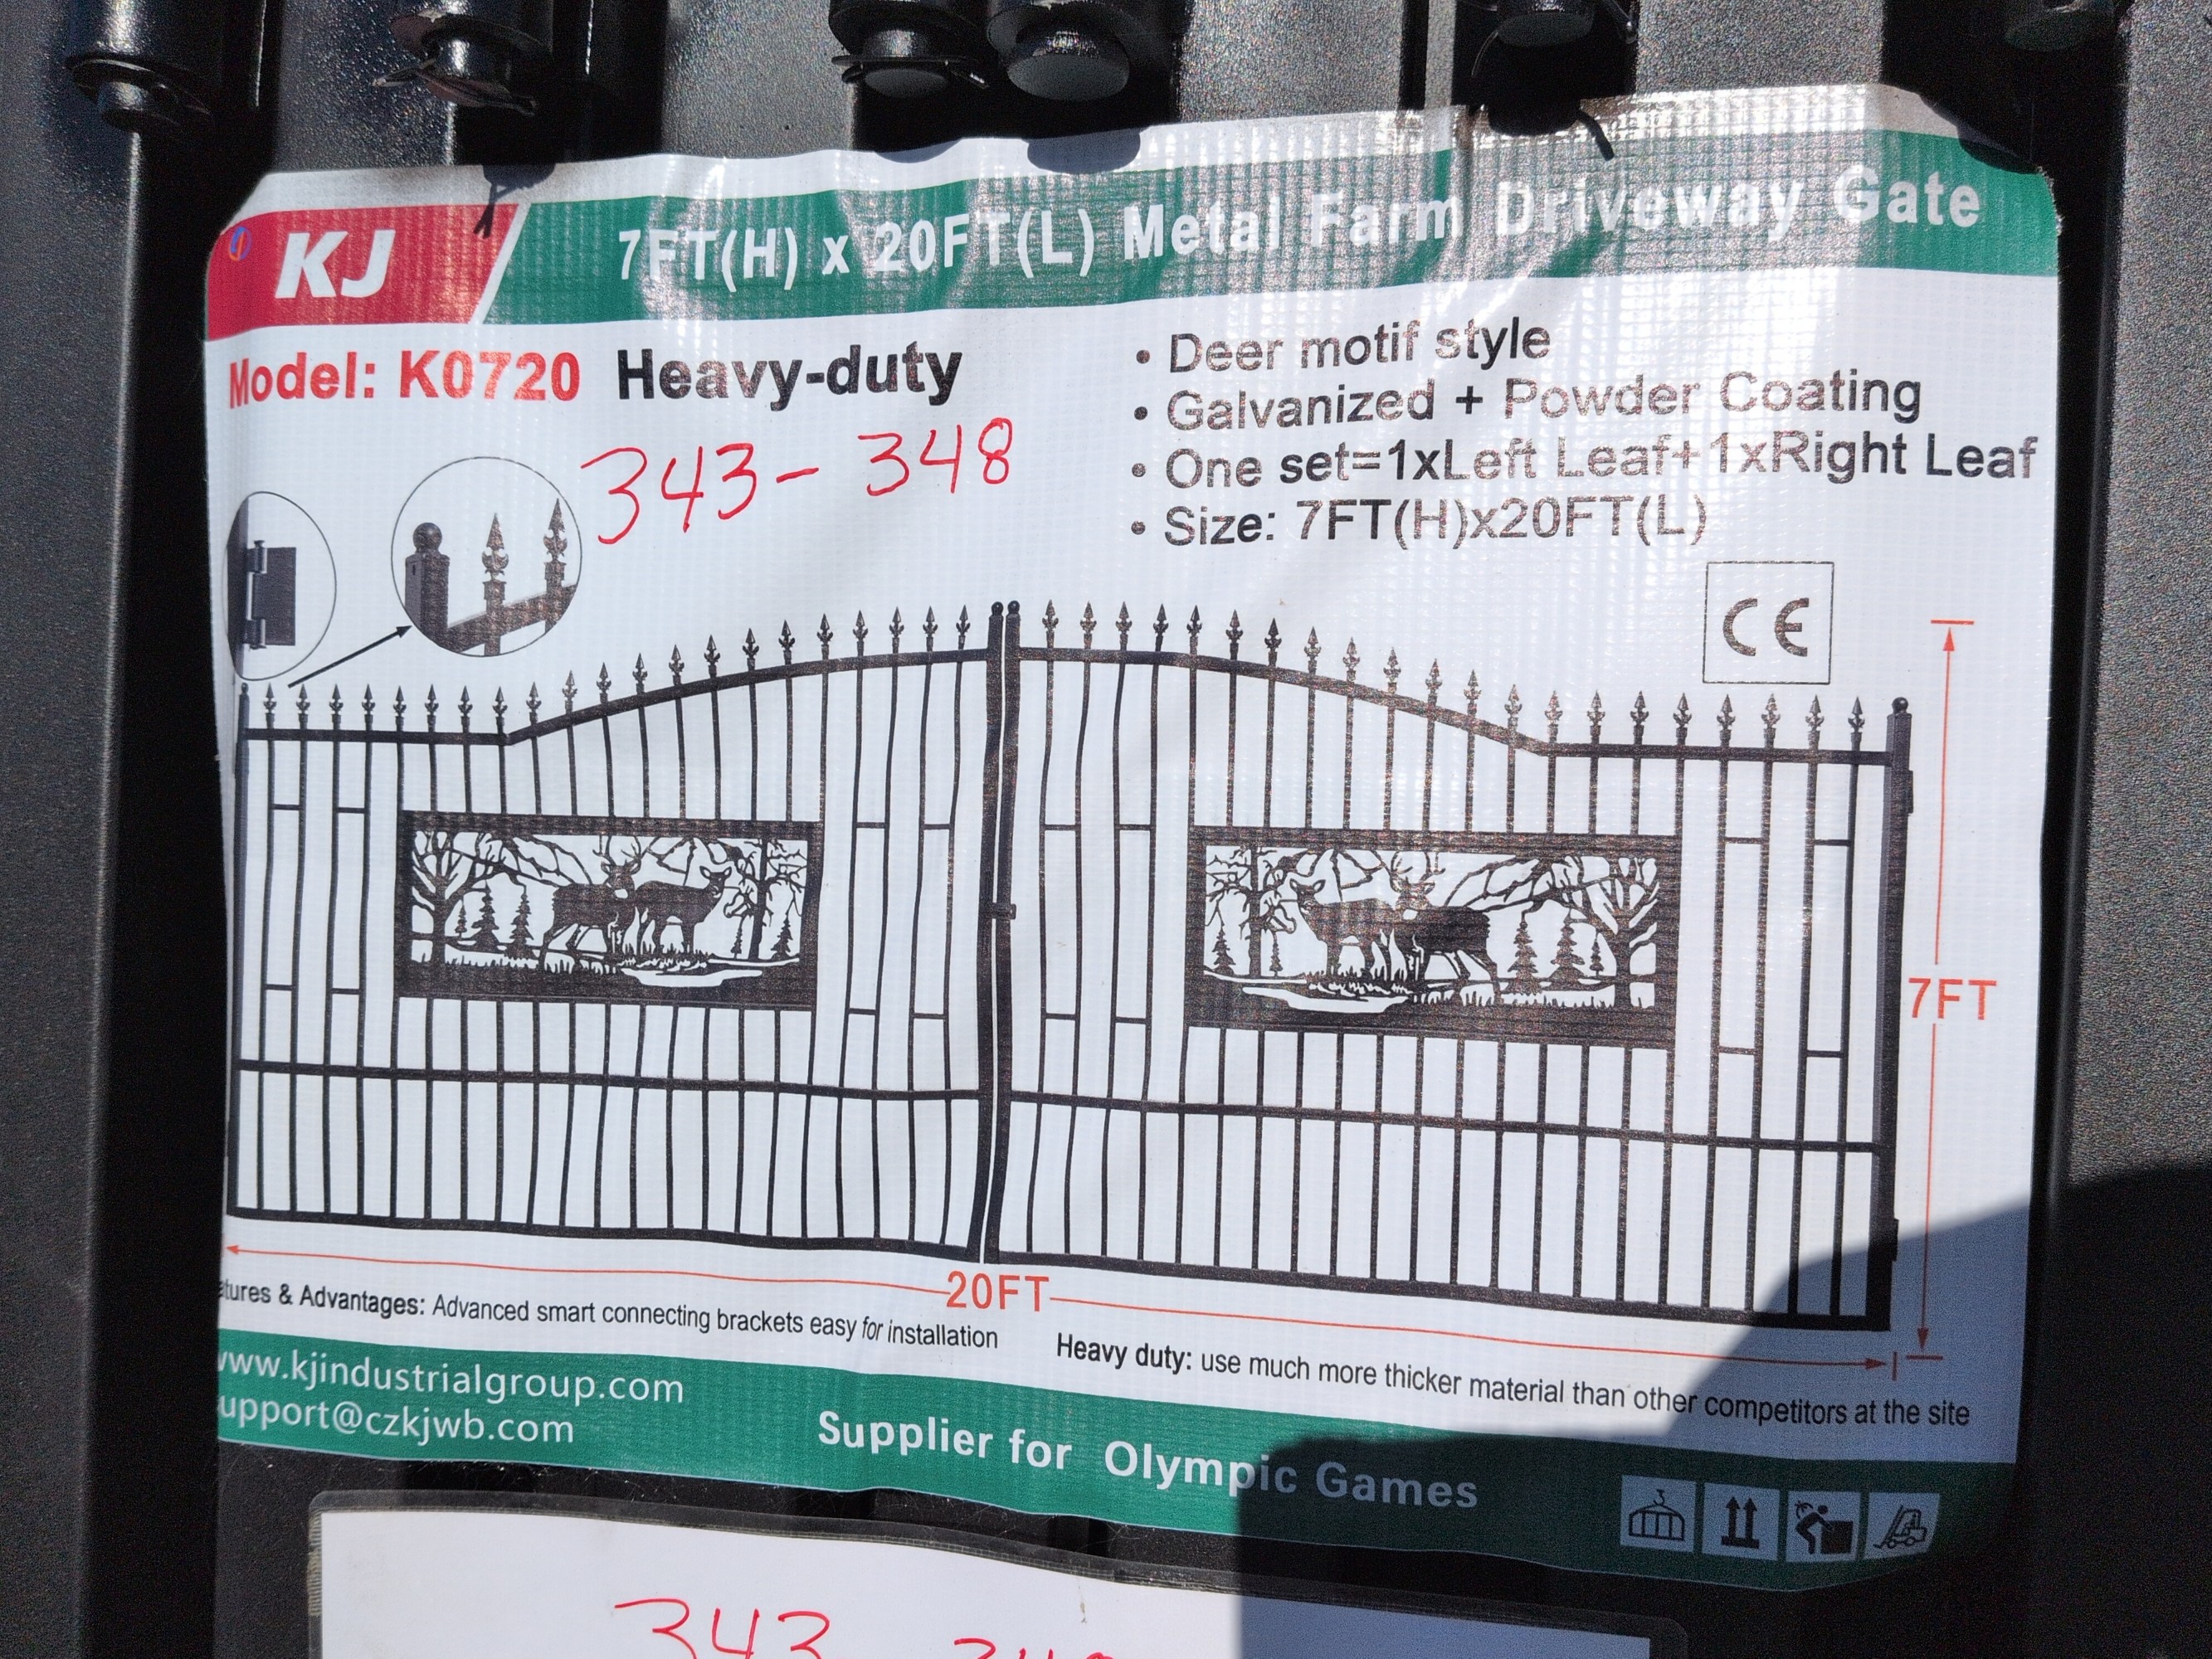 KJ
7FT(H) x 20FT(L) Metal Farm Driveway Gate
Model: K0720 Heavy-duty
343-348
• Deer motif style
• Galvanized + Powder Coating
• One set=1xLeft Leaf+1xRight Leaf
• Size: 7FT(H)x20FT(L)
CE
7FT
20FT
atures & Advantages: Advanced smart connecting brackets easy for installation
Heavy duty: use much more thicker material than other competitors at the site
www.kjindustrialgroup.com
upport@czkjwb.com
Supplier for Olympic Games
3
343